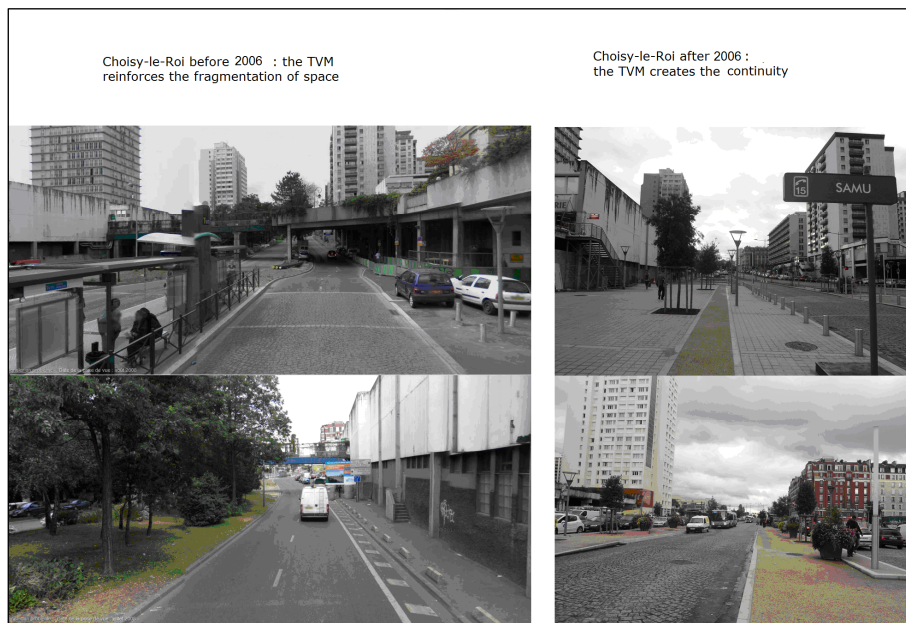 Choisy-le-Roi before 2006 : the TVM
reinforces the fragmentation of space
Choisy-le-Roi after 2006 :
the TVM creates the continuity
15
SAMU